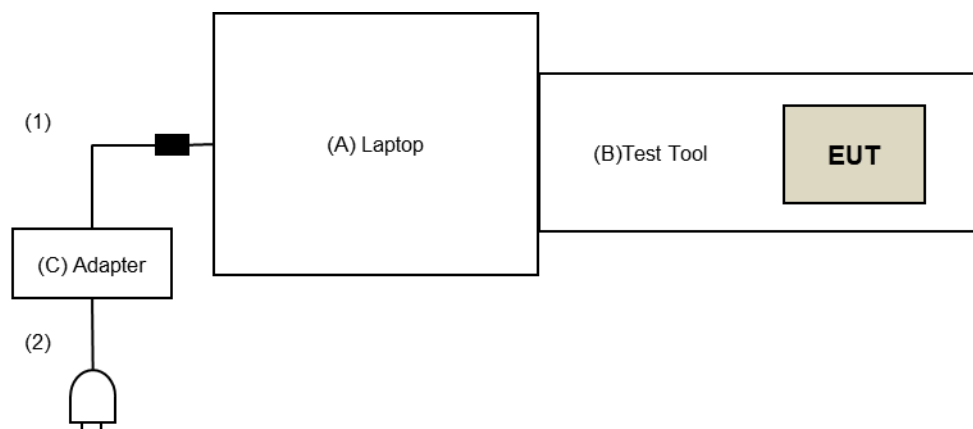 (1)
(A) Laptop
(B)Test Tool
EUT
(C) Adapter
(2)